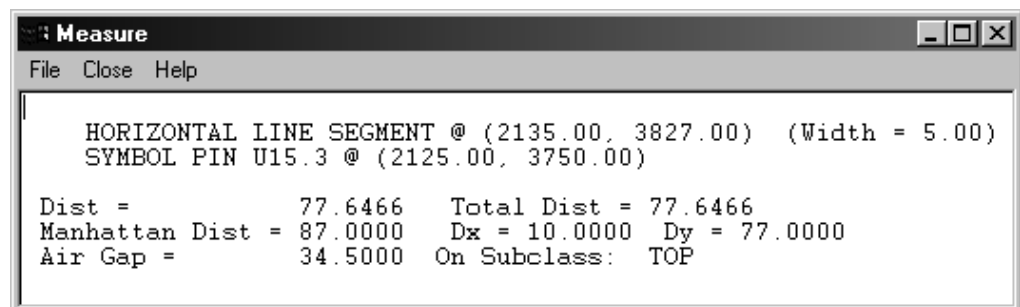 Measure
File Close Help
HORIZONTAL LINE SEGMENT @ (2135.00, 3827.00) (Width = 5.00)
SYMBOL PIN U15.3 @ (2125.00, 3750.00)
Dist = 77.6466 Total Dist = 77.6466
Manhattan Dist = 87.0000 Dx = 10.0000 Dy = 77.0000
Air Gap = 34.5000 On Subclass: TOP